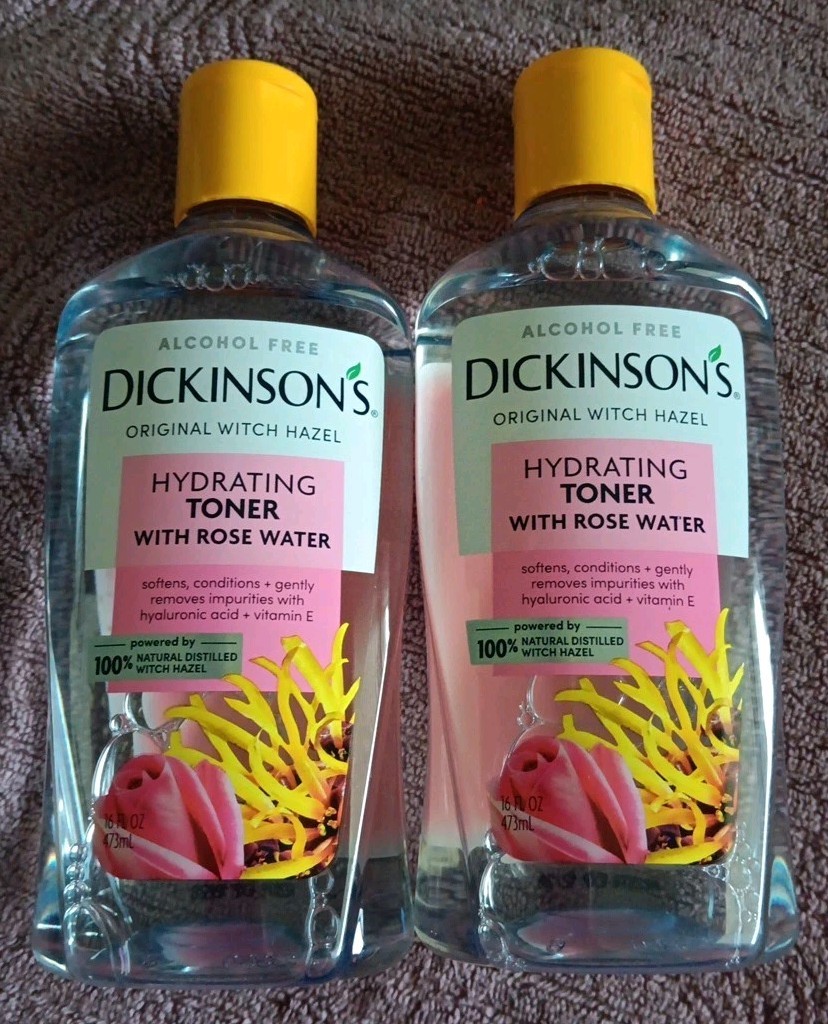 ALCOHOL FREE
DICKINSON'S®
ORIGINAL WITCH HAZEL
HYDRATING
TONER
WITH ROSE WATER
softens, conditions + gently
removes impurities with
hyaluronic acid + vitamin E
powered by
100% NATURAL DISTILLED
WITCH HAZEL
16 FL OZ
473mL
ALCOHOL FREE
DICKINSON'S®
ORIGINAL WITCH HAZEL
HYDRATING
TONER
WITH ROSE WATER
softens, conditions + gently
removes impurities with
hyaluronic acid + vitamin E
powered by
100% NATURAL DISTILLED
WITCH HAZEL
16 FL OZ
473mL